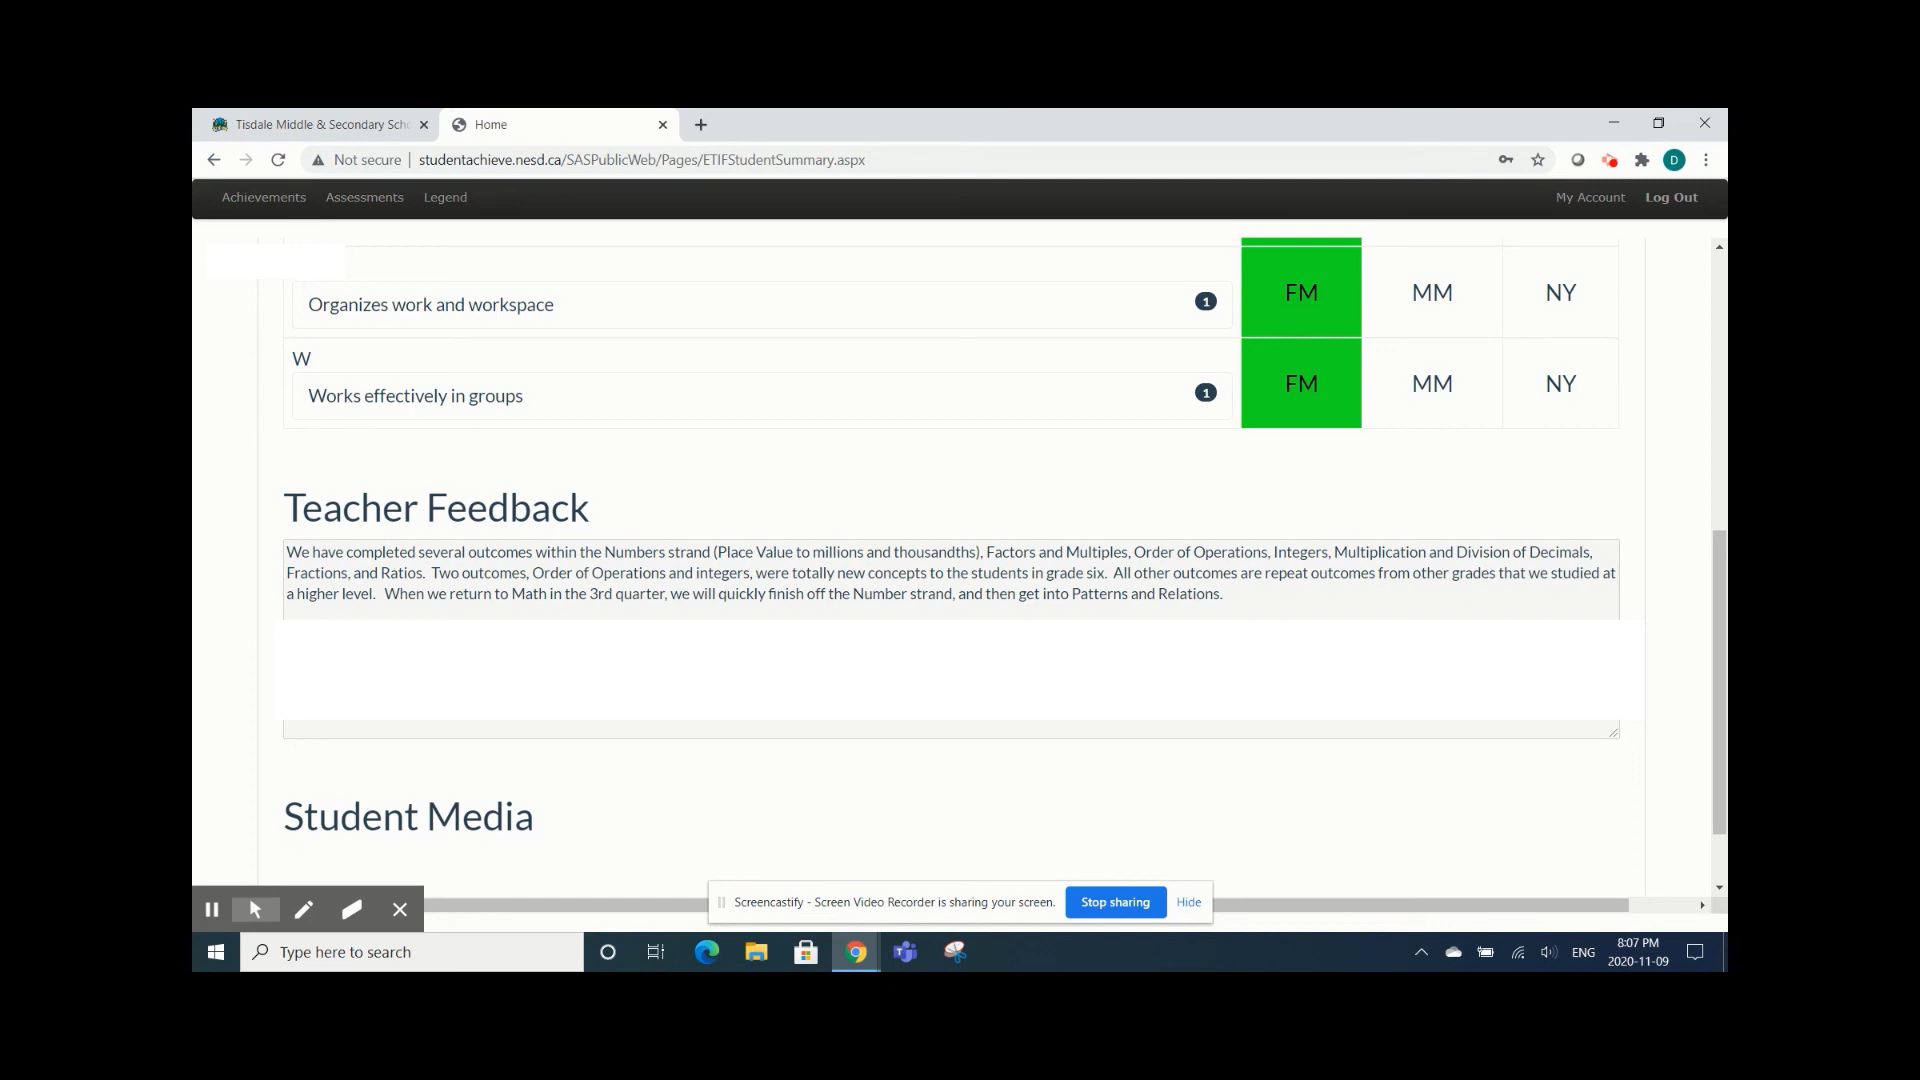 Tisdale Middle & Secondary Scho
Home
Not secure | studentachieve.nesd.ca/SASPublicWeb/Pages/ETIFStudentSummary.aspx
D
Achievements Assessments Legend
My Account Log Out
Organizes work and workspace 1 FM MM NY
W
Works effectively in groups 1 FM MM NY
Teacher Feedback
We have completed several outcomes within the Numbers strand (Place Value to millions and thousandths), Factors and Multiples, Order of Operations, Integers, Multiplication and Division of Decimals,
Fractions, and Ratios.  Two outcomes, Order of Operations and integers, were totally new concepts to the students in grade six.  All other outcomes are repeat outcomes from other grades that we studied at
a higher level.   When we return to Math in the 3rd quarter, we will quickly finish off the Number strand, and then get into Patterns and Relations.
Student Media
Screencastify - Screen Video Recorder is sharing your screen. Stop sharing Hide
Type here to search
ENG
8:07 PM
2020-11-09